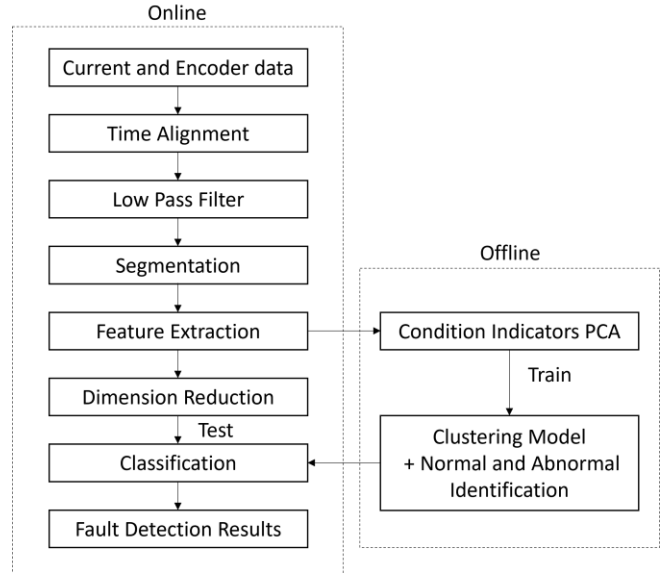 Online
Current and Encoder data
Time Alignment
Low Pass Filter
Segmentation
Feature Extraction
Dimension Reduction
Test
Classification
Fault Detection Results
Offline
Condition Indicators PCA
Train
Clustering Model
+ Normal and Abnormal
Identification